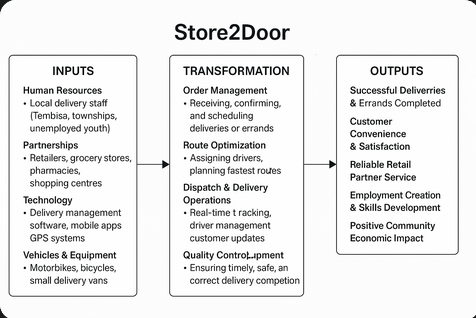 Store2Door
INPUTS
Human Resources
• Local delivery staff
(Tembisa, townships,
unemployed youth)
Partnerships
• Retailers, grocery stores,
pharmacies,
shopping centres
Technology
• Delivery management
software, mobile apps
GPS systems
Vehicles & Equipment
• Motorbikes, bicycles,
small delivery vans
TRANSFORMATION
Order Management
• Receiving, confirming,
and scheduling
deliveries or errands
Route Optimization
• Assigning drivers,
planning fastest routes
Dispatch & Delivery
Operations
• Real-time t racking,
driver management
customer updates
Quality Control
• Ensuring timely, safe, an
correct delivery competion
OUTPUTS
Successful Deliverries
& Errands Completed
Customer
Convenience
& Satisfaction
Reliable Retail
Partner Service
Employment Creation
& Skills Development
Positive Community
Economic Impact